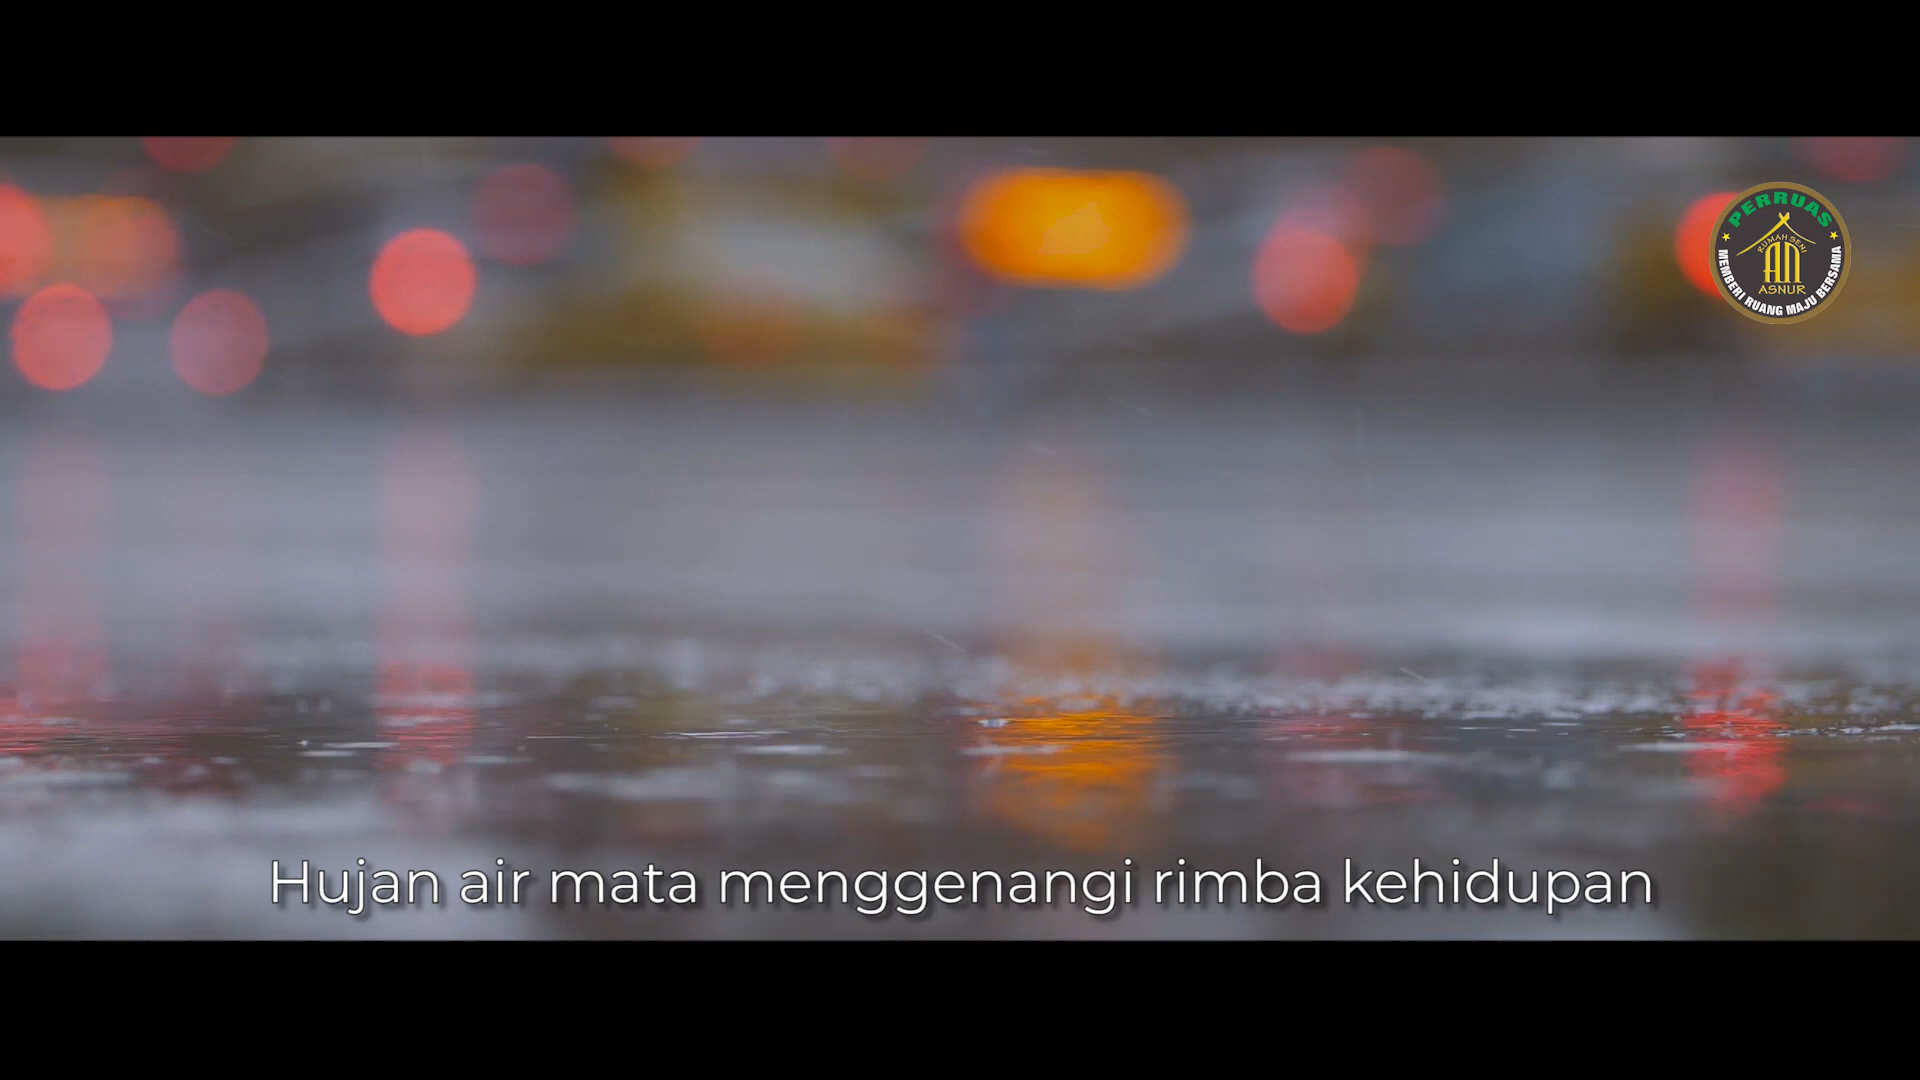 PERRUAS
RUMAH SENI
AN
ASNUR
MEMBERI RUANG MAJU BERSAMA
Hujan air mata menggenangi rimba kehidupan